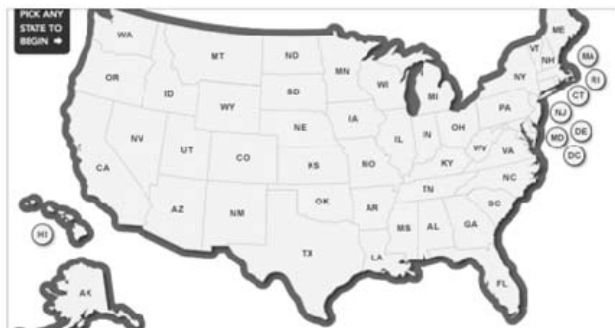 PICK ANY
STATE TO
BEGIN ➡
WA
MT
ND
MN
OR
ID
SD
WI
MI
NY
VT
NH
ME
MA
RI
CT
WY
IA
PA
NJ
NV
NE
IL
IN
OH
MD
DE
DC
UT
CO
KS
MO
WV
VA
CA
KY
NC
AZ
NM
OK
AR
TN
SC
MS
AL
GA
TX
LA
HI
AK
FL